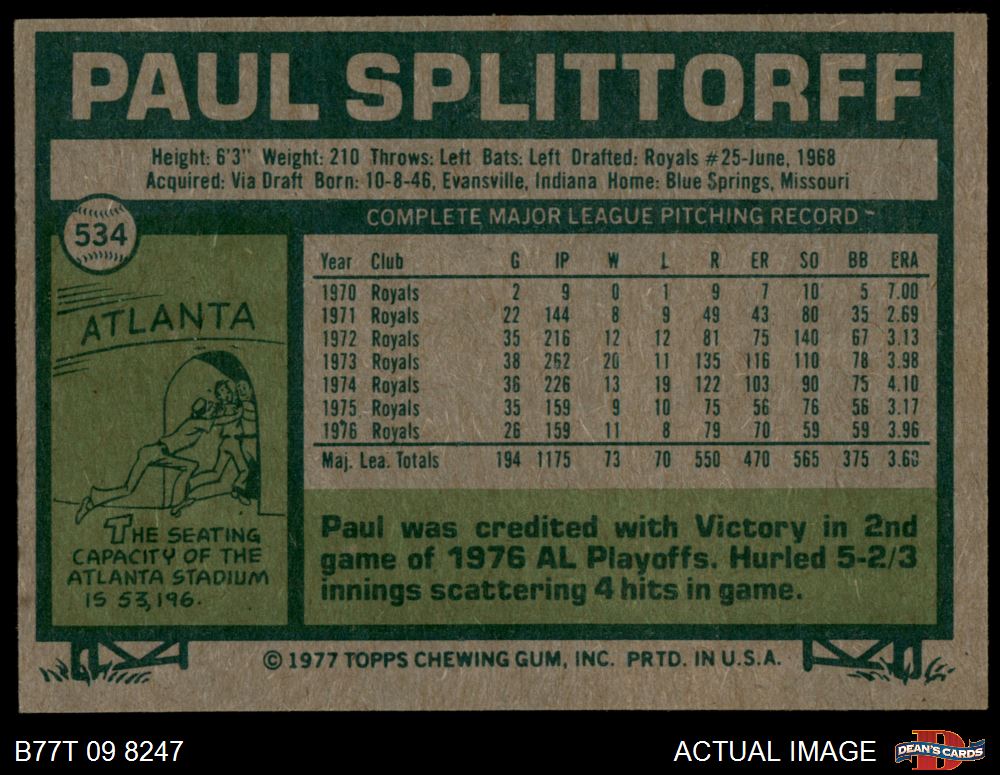 PAUL SPLITTORFF
Height: 6'3" Weight: 210 Throws: Left Bats: Left Drafted: Royals #25-June, 1968
Acquired: Via Draft Born: 10-8-46, Evansville, Indiana Home: Blue Springs, Missouri
534
COMPLETE MAJOR LEAGUE PITCHING RECORD
Year Club G IP W L R ER SO BB ERA
1970 Royals 2 9 0 1 9 7 10 5 7.00
1971 Royals 22 144 8 9 49 43 80 35 2.69
1972 Royals 35 216 12 12 81 75 140 67 3.13
1973 Royals 38 262 20 11 135 116 110 78 3.98
1974 Royals 36 226 13 19 122 103 90 75 4.10
1975 Royals 35 159 9 10 75 56 76 56 3.17
1976 Royals 26 159 11 8 79 70 59 59 3.96
Maj. Lea. Totals 194 1175 73 70 550 470 565 375 3.60
ATLANTA
THE SEATING
CAPACITY OF THE
ATLANTA STADIUM
IS 53,196.
Paul was credited with Victory in 2nd
game of 1976 AL Playoffs. Hurled 5-2/3
innings scattering 4 hits in game.
© 1977 TOPPS CHEWING GUM, INC. PRTD. IN U.S.A.
B77T 09 8247
ACTUAL IMAGE
D
DEAN'S CARDS